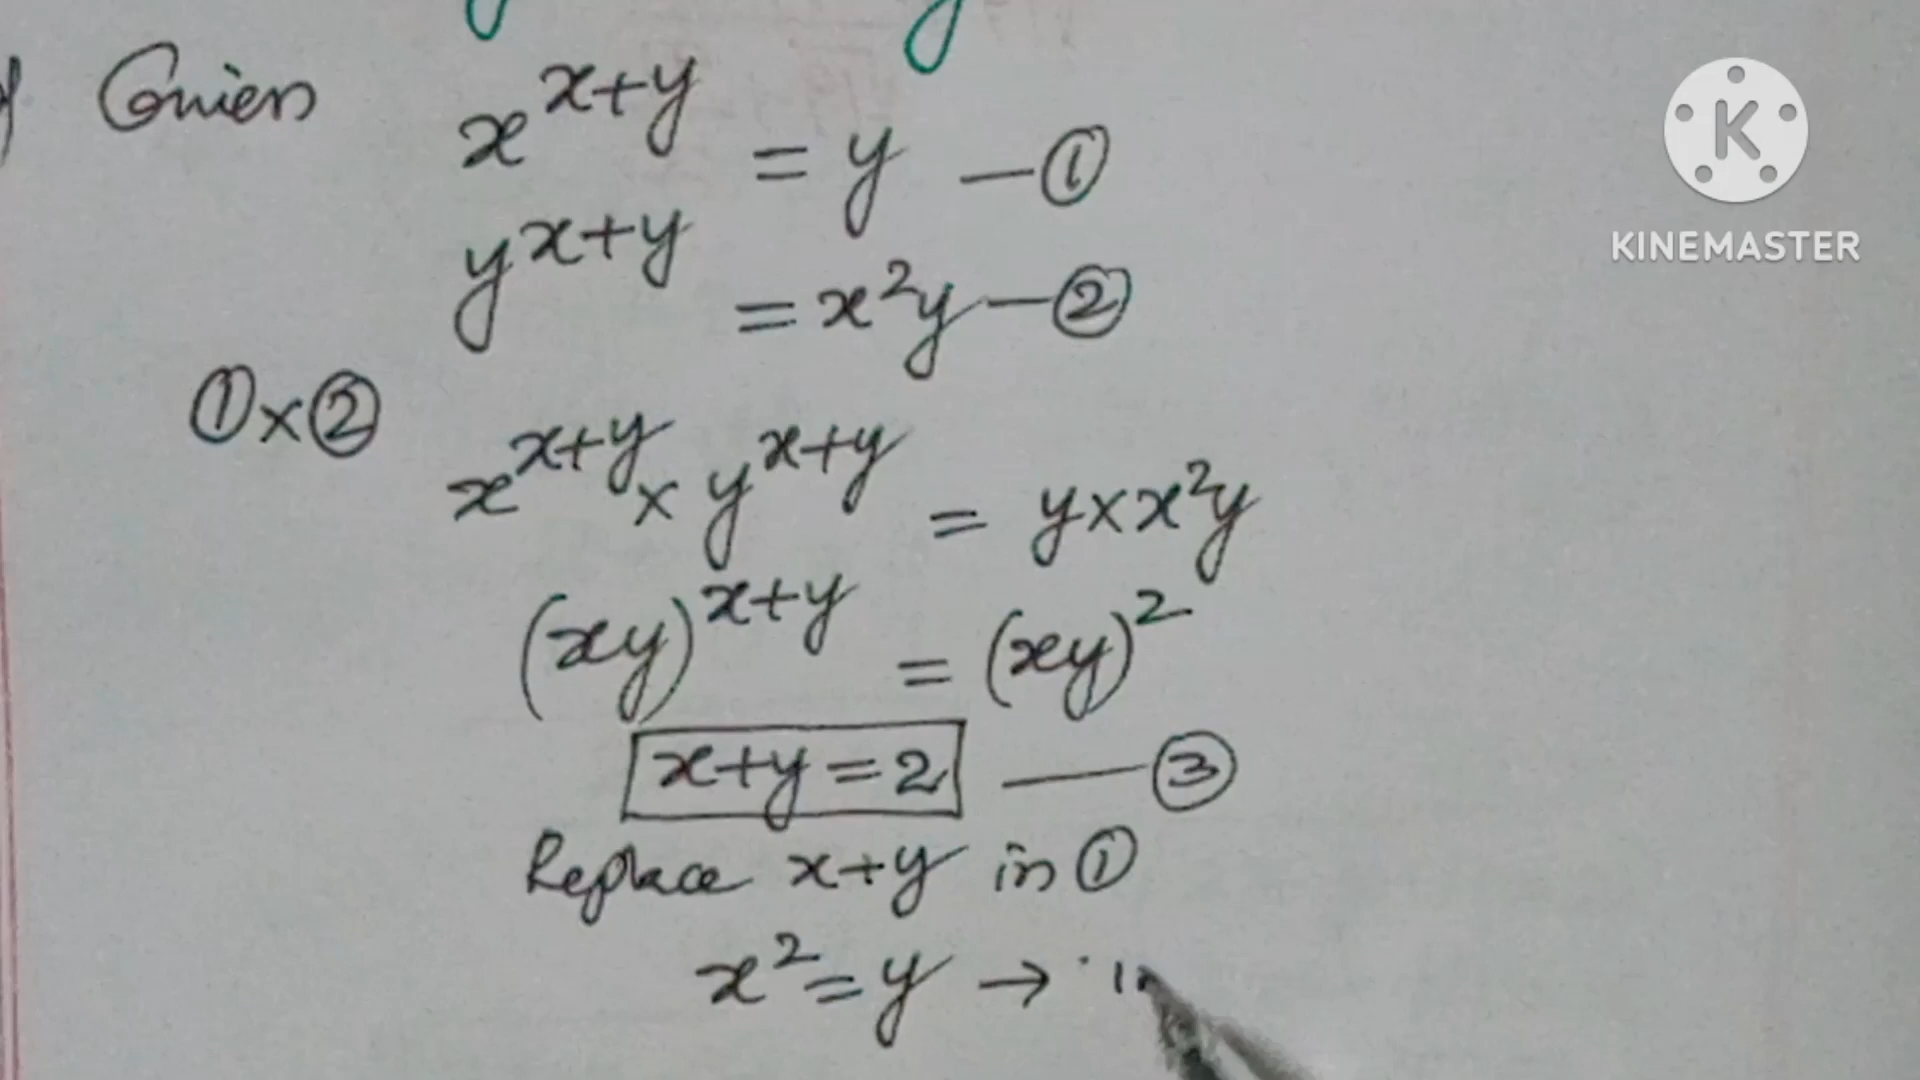 Given x^{x+y} = y — ①
y^{x+y} = x²y — ②
①×② x^{x+y} × y^{x+y} = y×x²y
(xy)^{x+y} = (xy)²
x+y=2 — ③
Replace x+y in ①
x² = y →
K
KINEMASTER